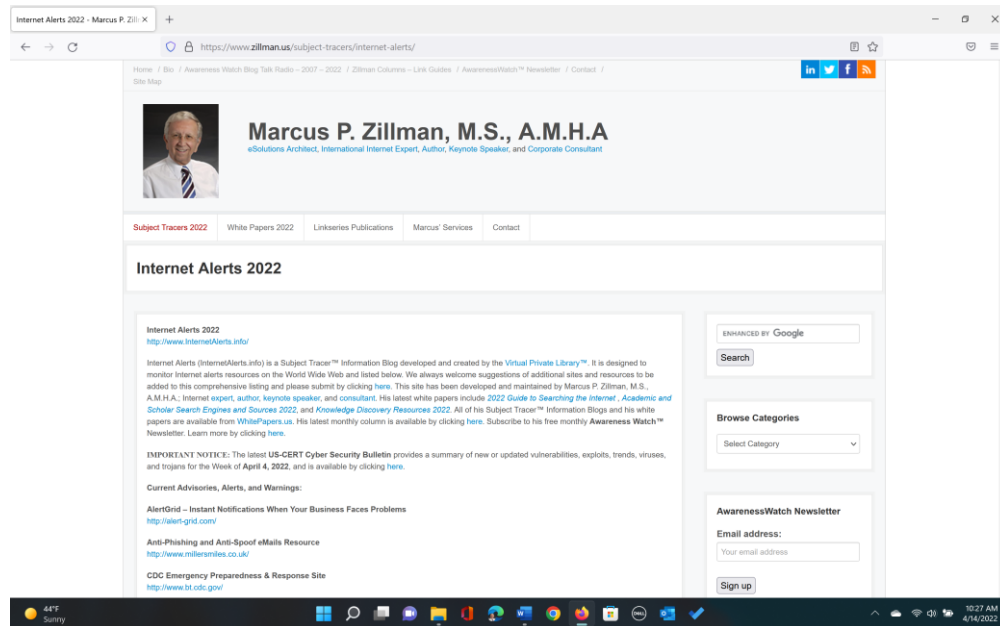 Internet Alerts 2022 - Marcus P. Zill
https://www.zillman.us/subject-tracers/internet-alerts/
Home / Bio / Awareness Watch Blog Talk Radio – 2007 – 2022 / Zillman Columns – Link Guides / AwarenessWatch™ Newsletter / Contact /
Site Map
in
f
Marcus P. Zillman, M.S., A.M.H.A
eSolutions Architect, International Internet Expert, Author, Keynote Speaker, and Corporate Consultant
Subject Tracers 2022 White Papers 2022 Linkseries Publications Marcus' Services Contact
Internet Alerts 2022
Internet Alerts 2022
http://www.InternetAlerts.info/
Internet Alerts (InternetAlerts.info) is a Subject Tracer™ Information Blog developed and created by the Virtual Private Library™. It is designed to
monitor Internet alerts resources on the World Wide Web and listed below. We always welcome suggestions of additional sites and resources to be
added to this comprehensive listing and please submit by clicking here. This site has been developed and maintained by Marcus P. Zillman, M.S.,
A.M.H.A.; Internet expert, author, keynote speaker, and consultant. His latest white papers include 2022 Guide to Searching the Internet , Academic and
Scholar Search Engines and Sources 2022, and Knowledge Discovery Resources 2022. All of his Subject Tracer™ Information Blogs and his white
papers are available from WhitePapers.us. His latest monthly column is available by clicking here. Subscribe to his free monthly Awareness Watch™
Newsletter. Learn more by clicking here.
IMPORTANT NOTICE: The latest US-CERT Cyber Security Bulletin provides a summary of new or updated vulnerabilities, exploits, trends, viruses,
and trojans for the Week of April 4, 2022, and is available by clicking here.
Current Advisories, Alerts, and Warnings:
AlertGrid – Instant Notifications When Your Business Faces Problems
http://alert-grid.com/
Anti-Phishing and Anti-Spoof eMails Resource
http://www.millersmiles.co.uk/
CDC Emergency Preparedness & Response Site
http://www.bt.cdc.gov/
ENHANCED BY Google
Search
Browse Categories
Select Category
AwarenessWatch Newsletter
Email address:
Your email address
Sign up
44°F
Sunny
10:27 AM
4/14/2022